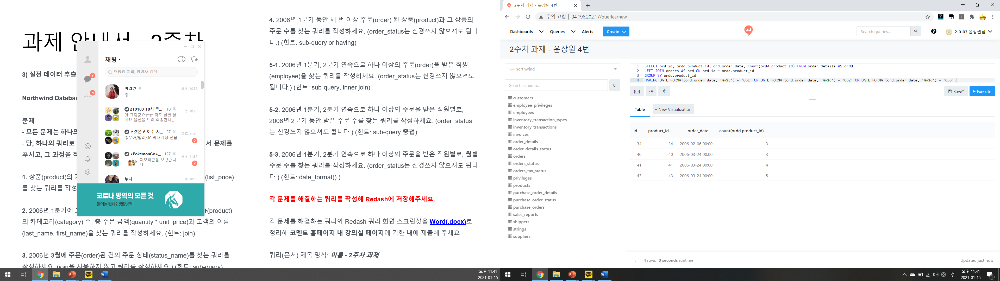 과제 안내서 - 2주차
3) 실전 데이터 추출
Northwind Databas
문제
- 모든 문제는 하나의
- 단, 하나의 쿼리로
서 문제를
푸시고, 그 과정을 적
1. 상품(product)의 카
(list_price)
를 찾는 쿼리를 작성
2. 2006년 1분기에 고
품(product)
의 카테고리(category) 수, 총 주문 금액(quantity * unit_price)과 고객의 이름
(last_name, first_name)을 찾는 쿼리를 작성하세요. (힌트: join)
3. 2006년 3월에 주문(order)된 건의 주문 상태(status_name)를 찾는 쿼리를
작성하세요. (join을 사용하지 않고 쿼리를 작성하세요.) (힌트: sub-query)
채팅
채팅방 이름, 참여자 검색
7
N
미리♡
오후 10:35
넹
210103 18시 코... 10
오후 10:23
앗 그렇군요ㅠㅠ 저도 한번 볼
게요 불편을 드려 죄송합니...
포켓몬고 이수 지... 37
오후 11:40
@우아/발러/40 막내계정 선물
!
5
<PokemonGo>... 127
오후 11:37
이모티콘을 보냈습니
다.
2
누나
오후 10:50
코로나 방역의 모든 것
들어는 봤나? 생활방역!!
4. 2006년 1분기 동안 세 번 이상 주문(order) 된 상품(product)과 그 상품의
주문 수를 찾는 쿼리를 작성하세요. (order_status는 신경쓰지 않으셔도 됩니
다.) (힌트: sub-query or having)
5-1. 2006년 1분기, 2분기 연속으로 하나 이상의 주문(order)을 받은 직원
(employee)을 찾는 쿼리를 작성하세요. (order_status는 신경쓰지 않으셔도
됩니다.) (힌트: sub-query, inner join)
5-2. 2006년 1분기, 2분기 연속으로 하나 이상의 주문을 받은 직원별로,
2006년 2분기 동안 받은 주문 수를 찾는 쿼리를 작성하세요. (order_status
는 신경쓰지 않으셔도 됩니다.) (힌트: sub-query 중첩)
5-3. 2006년 1분기, 2분기 연속으로 하나 이상의 주문을 받은 직원별로, 월별
주문 수를 찾는 쿼리를 작성하세요. (order_status는 신경쓰지 않으셔도 됩니
다.) (힌트: date_format() )
각 문제를 해결하는 쿼리를 작성해 Redash에 저장해주세요.
각 문제를 해결하는 쿼리와 Redash 쿼리 화면 스크린샷을 Word(.docx)로
정리해 코멘토 홈페이지 내 강의실 페이지에 기한 내에 제출해 주세요.
쿼리(문서) 제목 양식: 이름 - 2주차 과제
TALK
오후 11:41
2021-01-15
2주차 과제 - 윤상원 4번
주의 요함 | 34.196.202.17/queries/new
Dashboards Queries Alerts Create
Search queries...
210103 윤상원님
2주차 과제 - 윤상원 4번
northwind
Search schema...
customers
employee_privileges
employees
inventory_transaction_types
inventory_transactions
invoices
order_details
order_details_status
orders
orders_status
orders_tax_status
privileges
products
purchase_order_details
purchase_order_status
purchase_orders
sales_reports
shippers
strings
suppliers
1 SELECT ord.id, ordd.product_id, ord.order_date, count(ordd.product_id) FROM order_details AS ordd
2 LEFT JOIN orders AS ord ON ord.id = ordd.product_id
3 GROUP BY ordd.product_id
4 HAVING DATE_FORMAT(ord.order_date, '%y%c') = '061' OR DATE_FORMAT(ord.order_date, '%y%c') = '062' OR DATE_FORMAT(ord.order_date, '%y%c') = '063';
{{ }}
Save* Execute
Table + New Visualization
id product_id order_date count(ordd.product_id)
34 34 2006-02-06 00:00 3
40 40 2006-03-24 00:00 3
41 41 2006-03-24 00:00 4
43 43 2006-03-24 00:00 5
4 rows 0 seconds runtime
Updated just now
TALK
오후 11:41
2021-01-15
1